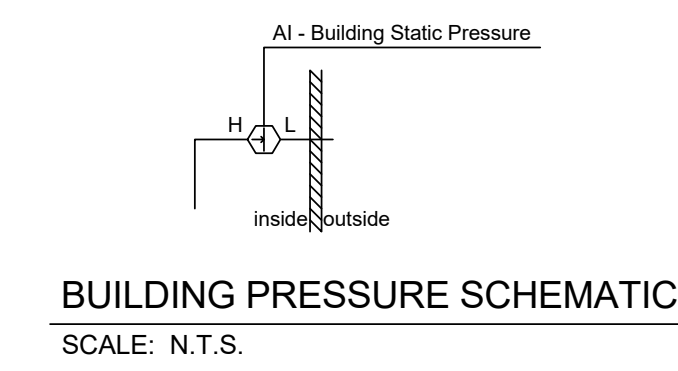 AI - Building Static Pressure
H L
inside outside
BUILDING PRESSURE SCHEMATIC
SCALE: N.T.S.